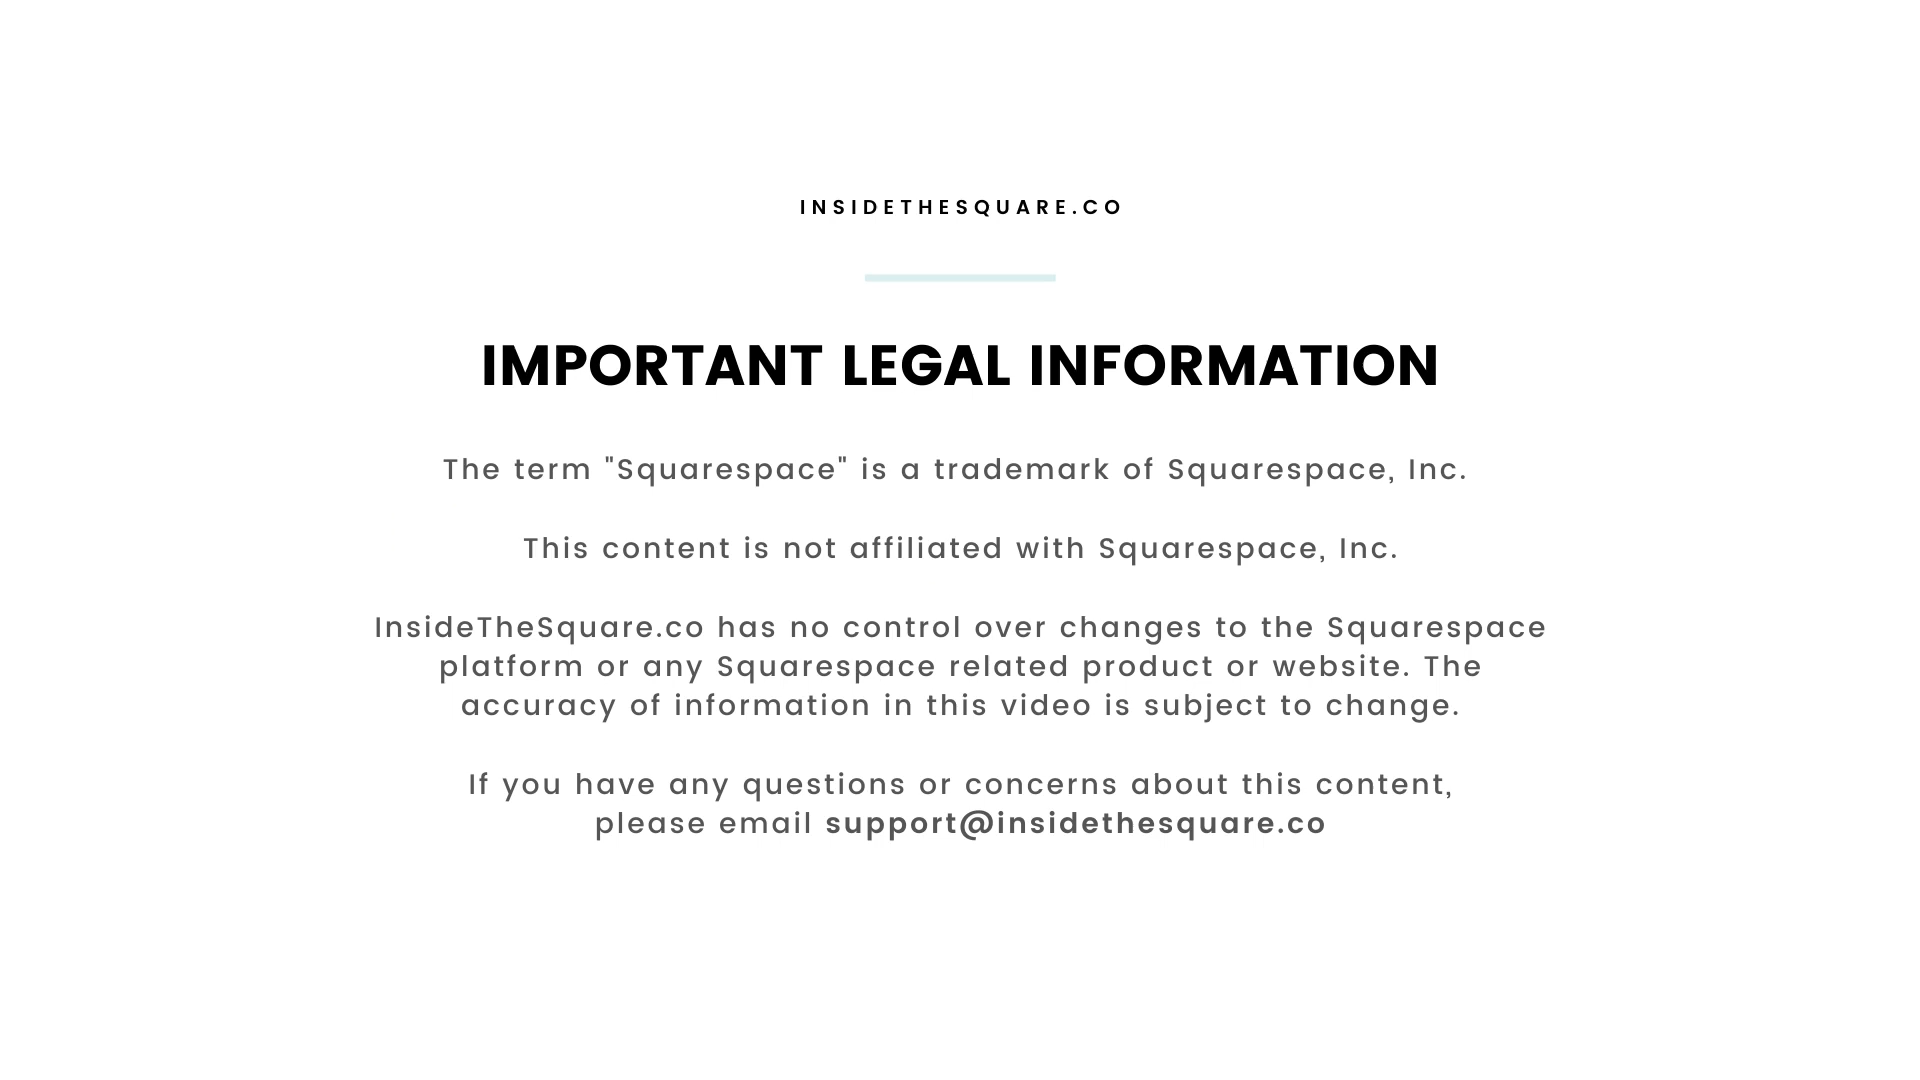 INSIDETHESQUARE.CO
IMPORTANT LEGAL INFORMATION
The term "Squarespace" is a trademark of Squarespace, Inc.
This content is not affiliated with Squarespace, Inc.
InsideTheSquare.co has no control over changes to the Squarespace
platform or any Squarespace related product or website. The
accuracy of information in this video is subject to change.
If you have any questions or concerns about this content,
please email support@insidethesquare.co